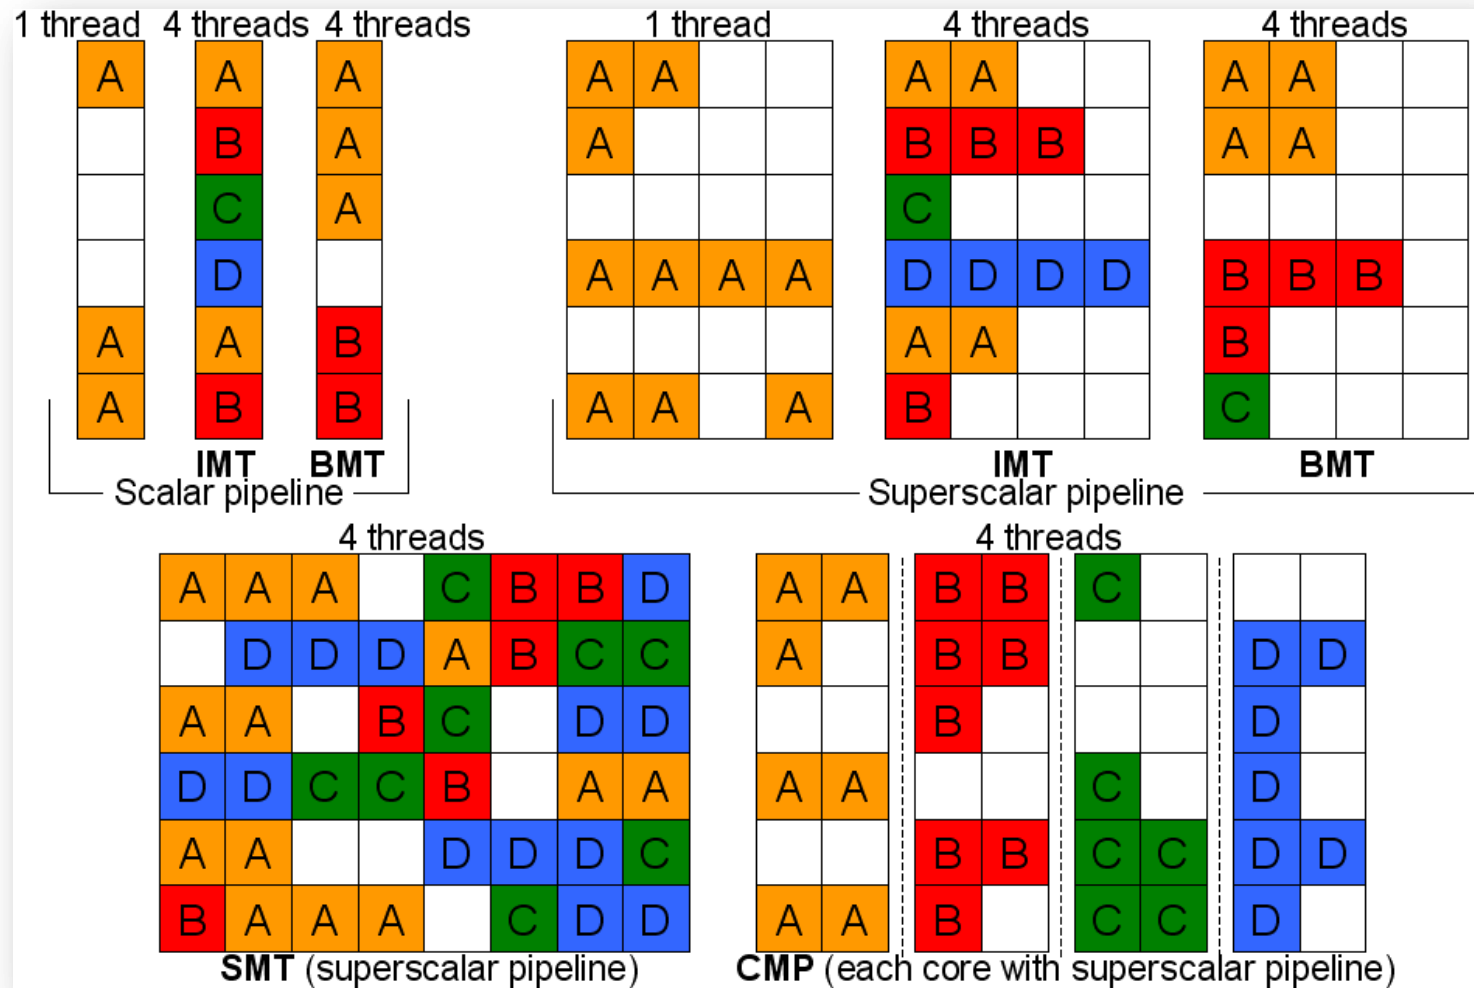 1 thread 4 threads 4 threads 1 thread 4 threads 4 threads
A A A A A A A A A
B A A B B B A A
C A C
D A A A A D D D D B B B
A A B A A B
A B B A A A B C
IMT BMT IMT BMT
Scalar pipeline Superscalar pipeline
4 threads 4 threads
A A A C B B D A A B B C
D D D A B C C A B B D D
A A B C D D B D
D D C C B A A A A C D
A A D D D C B B C C D D
B A A A C D D A A B C C D
SMT (superscalar pipeline) CMP (each core with superscalar pipeline)